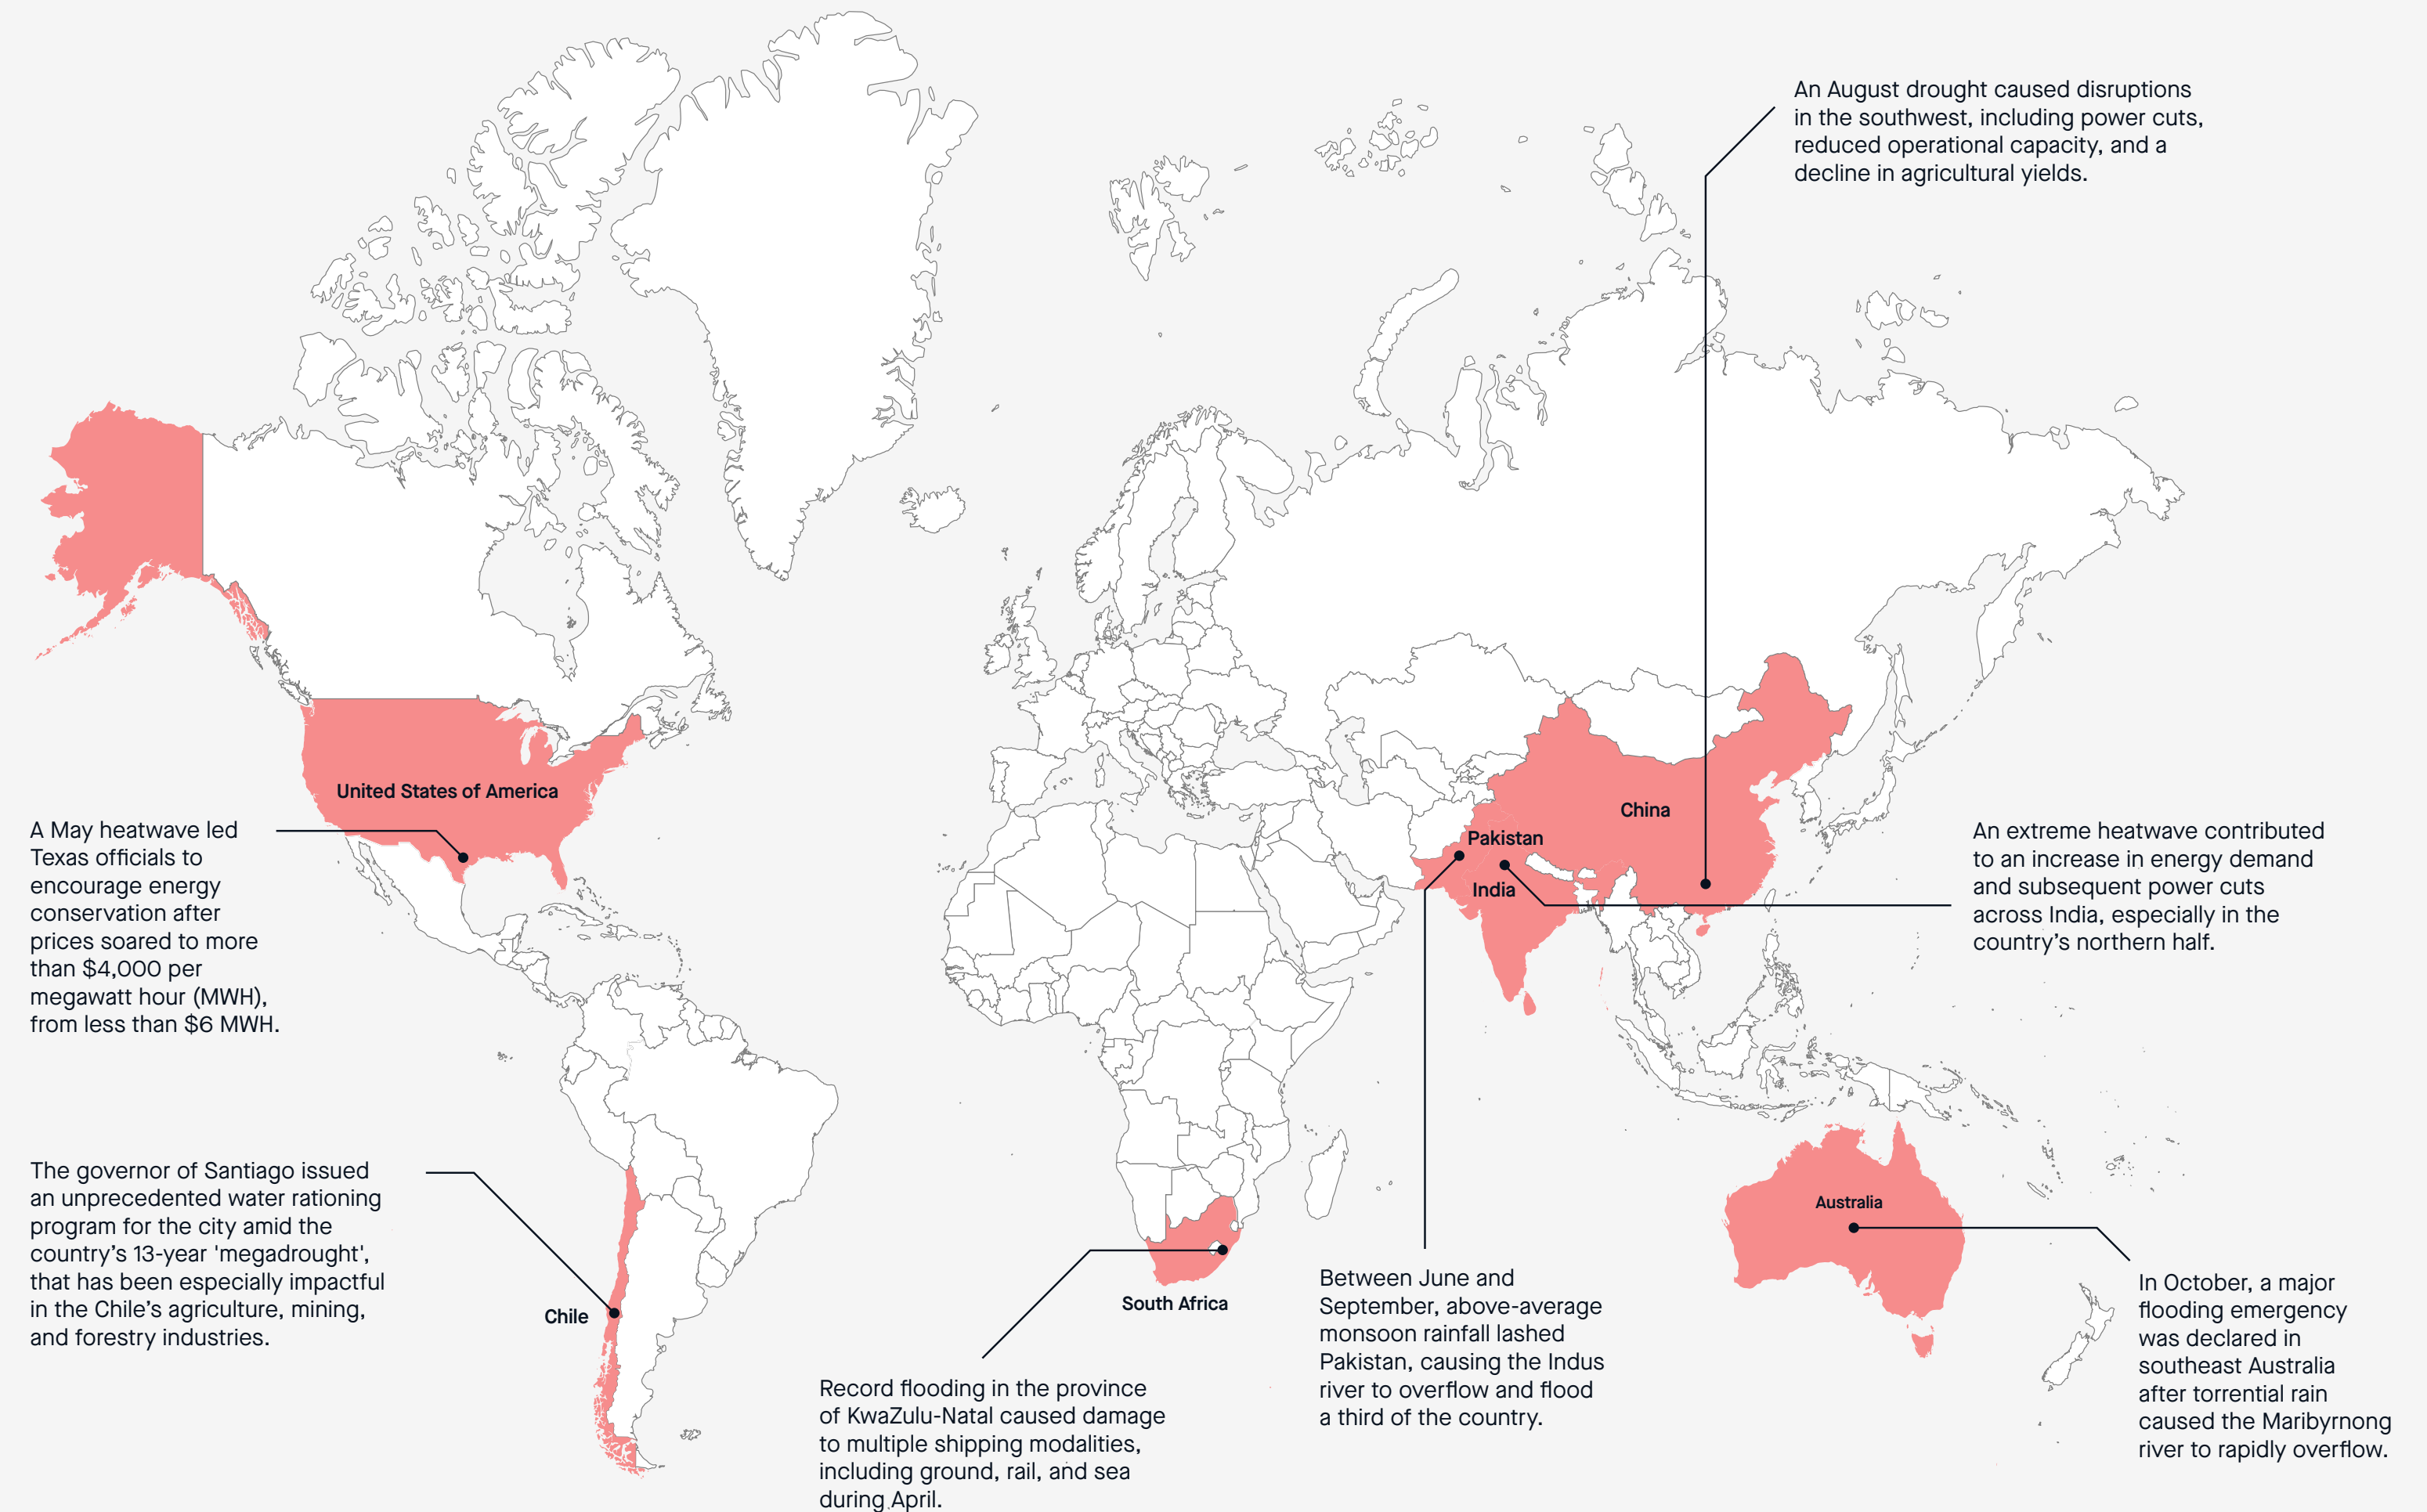 An August drought caused disruptions
in the southwest, including power cuts,
reduced operational capacity, and a
decline in agricultural yields.
United States of America
China
A May heatwave led
Texas officials to
encourage energy
conservation after
prices soared to more
than $4,000 per
megawatt hour (MWH),
from less than $6 MWH.
Pakistan
India
An extreme heatwave contributed
to an increase in energy demand
and subsequent power cuts
across India, especially in the
country’s northern half.
The governor of Santiago issued
an unprecedented water rationing
program for the city amid the
country’s 13-year 'megadrought',
that has been especially impactful
in the Chile’s agriculture, mining,
and forestry industries.
Chile
South Africa
Australia
Record flooding in the province
of KwaZulu-Natal caused damage
to multiple shipping modalities,
including ground, rail, and sea
during April.
Between June and
September, above-average
monsoon rainfall lashed
Pakistan, causing the Indus
river to overflow and flood
a third of the country.
In October, a major
flooding emergency
was declared in
southeast Australia
after torrential rain
caused the Maribyrnong
river to rapidly overflow.